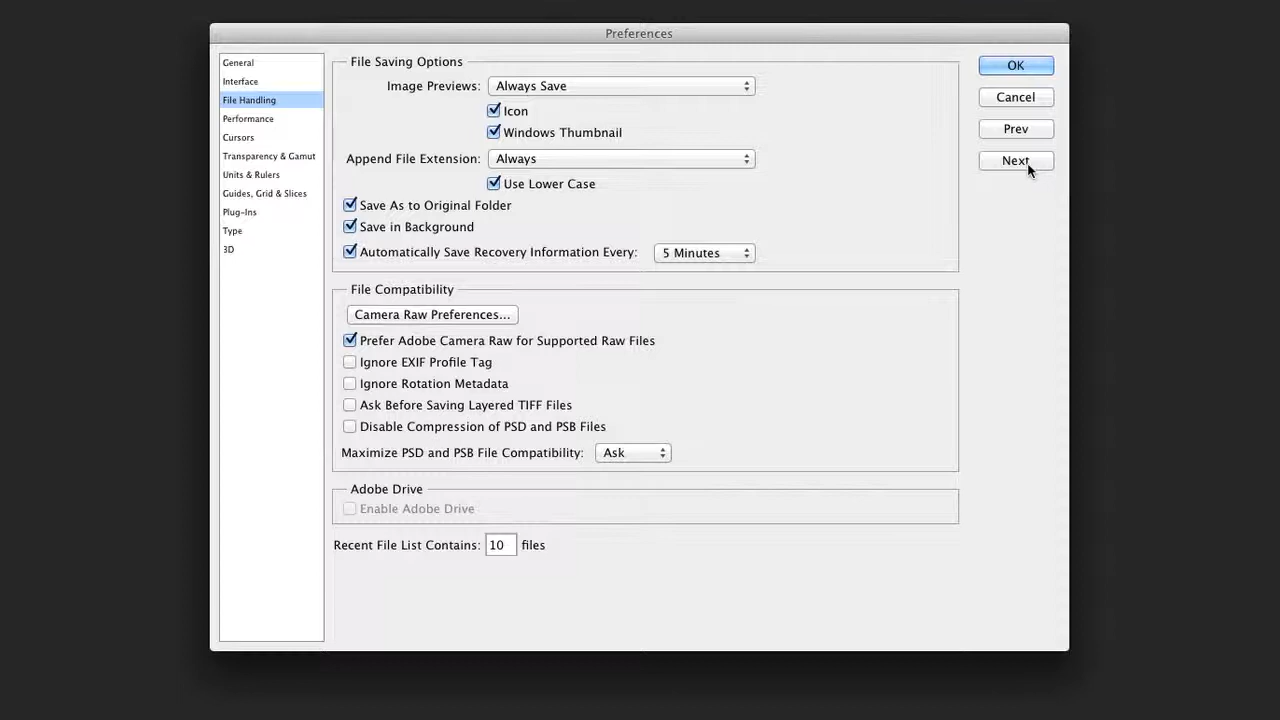 Preferences
General
Interface
File Handling
Performance
Cursors
Transparency & Gamut
Units & Rulers
Guides, Grid & Slices
Plug-Ins
Type
3D
File Saving Options
Image Previews: Always Save
Icon
Windows Thumbnail
Append File Extension: Always
Use Lower Case
Save As to Original Folder
Save in Background
Automatically Save Recovery Information Every: 5 Minutes
File Compatibility
Camera Raw Preferences...
Prefer Adobe Camera Raw for Supported Raw Files
Ignore EXIF Profile Tag
Ignore Rotation Metadata
Ask Before Saving Layered TIFF Files
Disable Compression of PSD and PSB Files
Maximize PSD and PSB File Compatibility: Ask
Adobe Drive
Enable Adobe Drive
Recent File List Contains: 10 files
OK
Cancel
Prev
Next